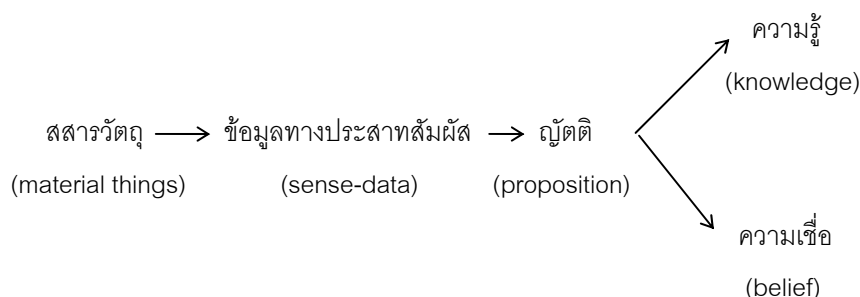 ความรู้
(knowledge)
สสารวัตถุ ข้อมูลทางประสาทสัมผัส ญัตติ
(material things) (sense-data) (proposition)
ความเชื่อ
(belief)